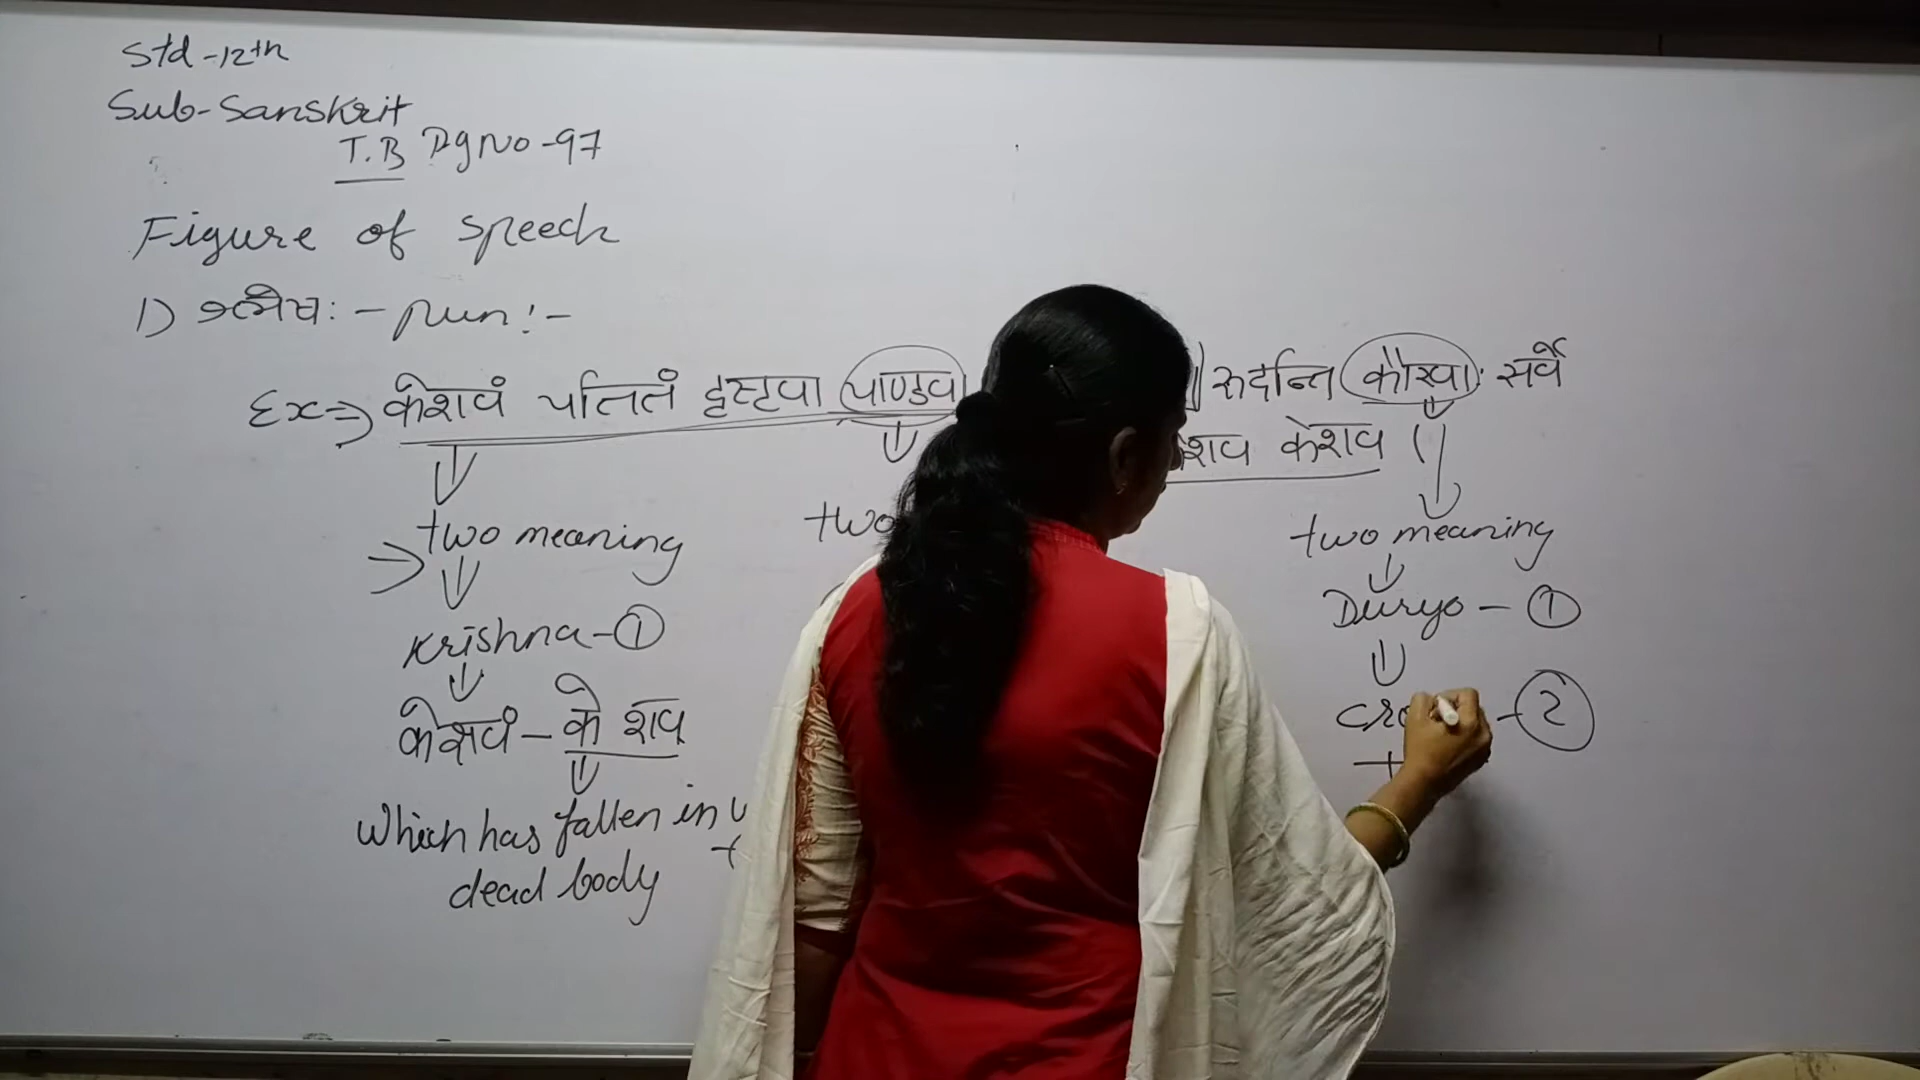 Std-12th
Sub-Sanskrit
T.B Pg No-97
Figure of speech
1) श्लेषः - pun :-
Ex ⇒ केशवं पतितं दृष्टवा पाण्डवा | रुदन्ति कौरवाः सर्वे
केशव केशव ।
two meaning two two meaning
Krishna - ① Duryo - ①
केशवं - के शव - ②
which has fallen in
dead body